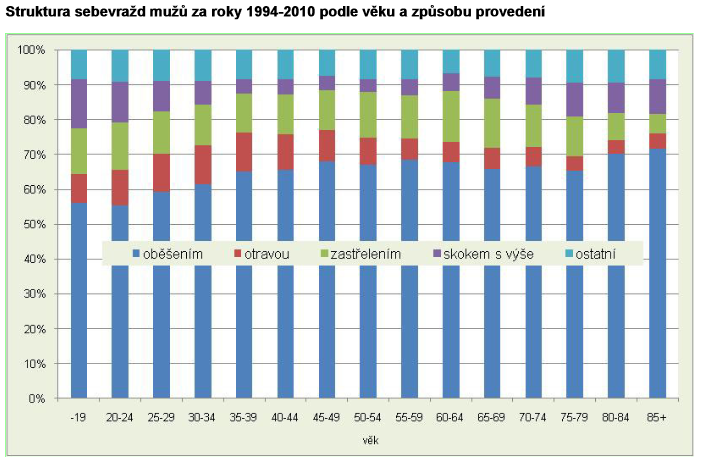 Struktura sebevražd mužů za roky 1994-2010 podle věku a způsobu provedení
100%
90%
80%
70%
60%
50%
40%
30%
20%
10%
0%
oběšením otravou zastřelením skokem s výše ostatní
-19 20-24 25-29 30-34 35-39 40-44 45-49 50-54 55-59 60-64 65-69 70-74 75-79 80-84 85+
věk